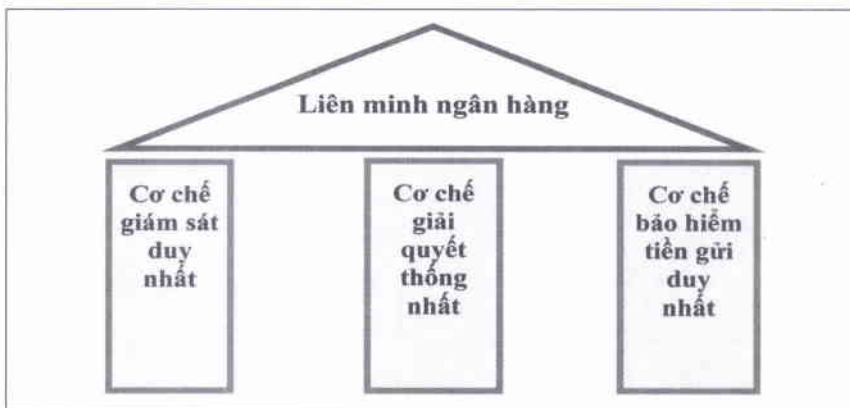 Liên minh ngân hàng
Cơ chế
giám sát
duy
nhất
Cơ chế
giải
quyết
thống
nhất
Cơ chế
bảo hiểm
tiền gửi
duy
nhất